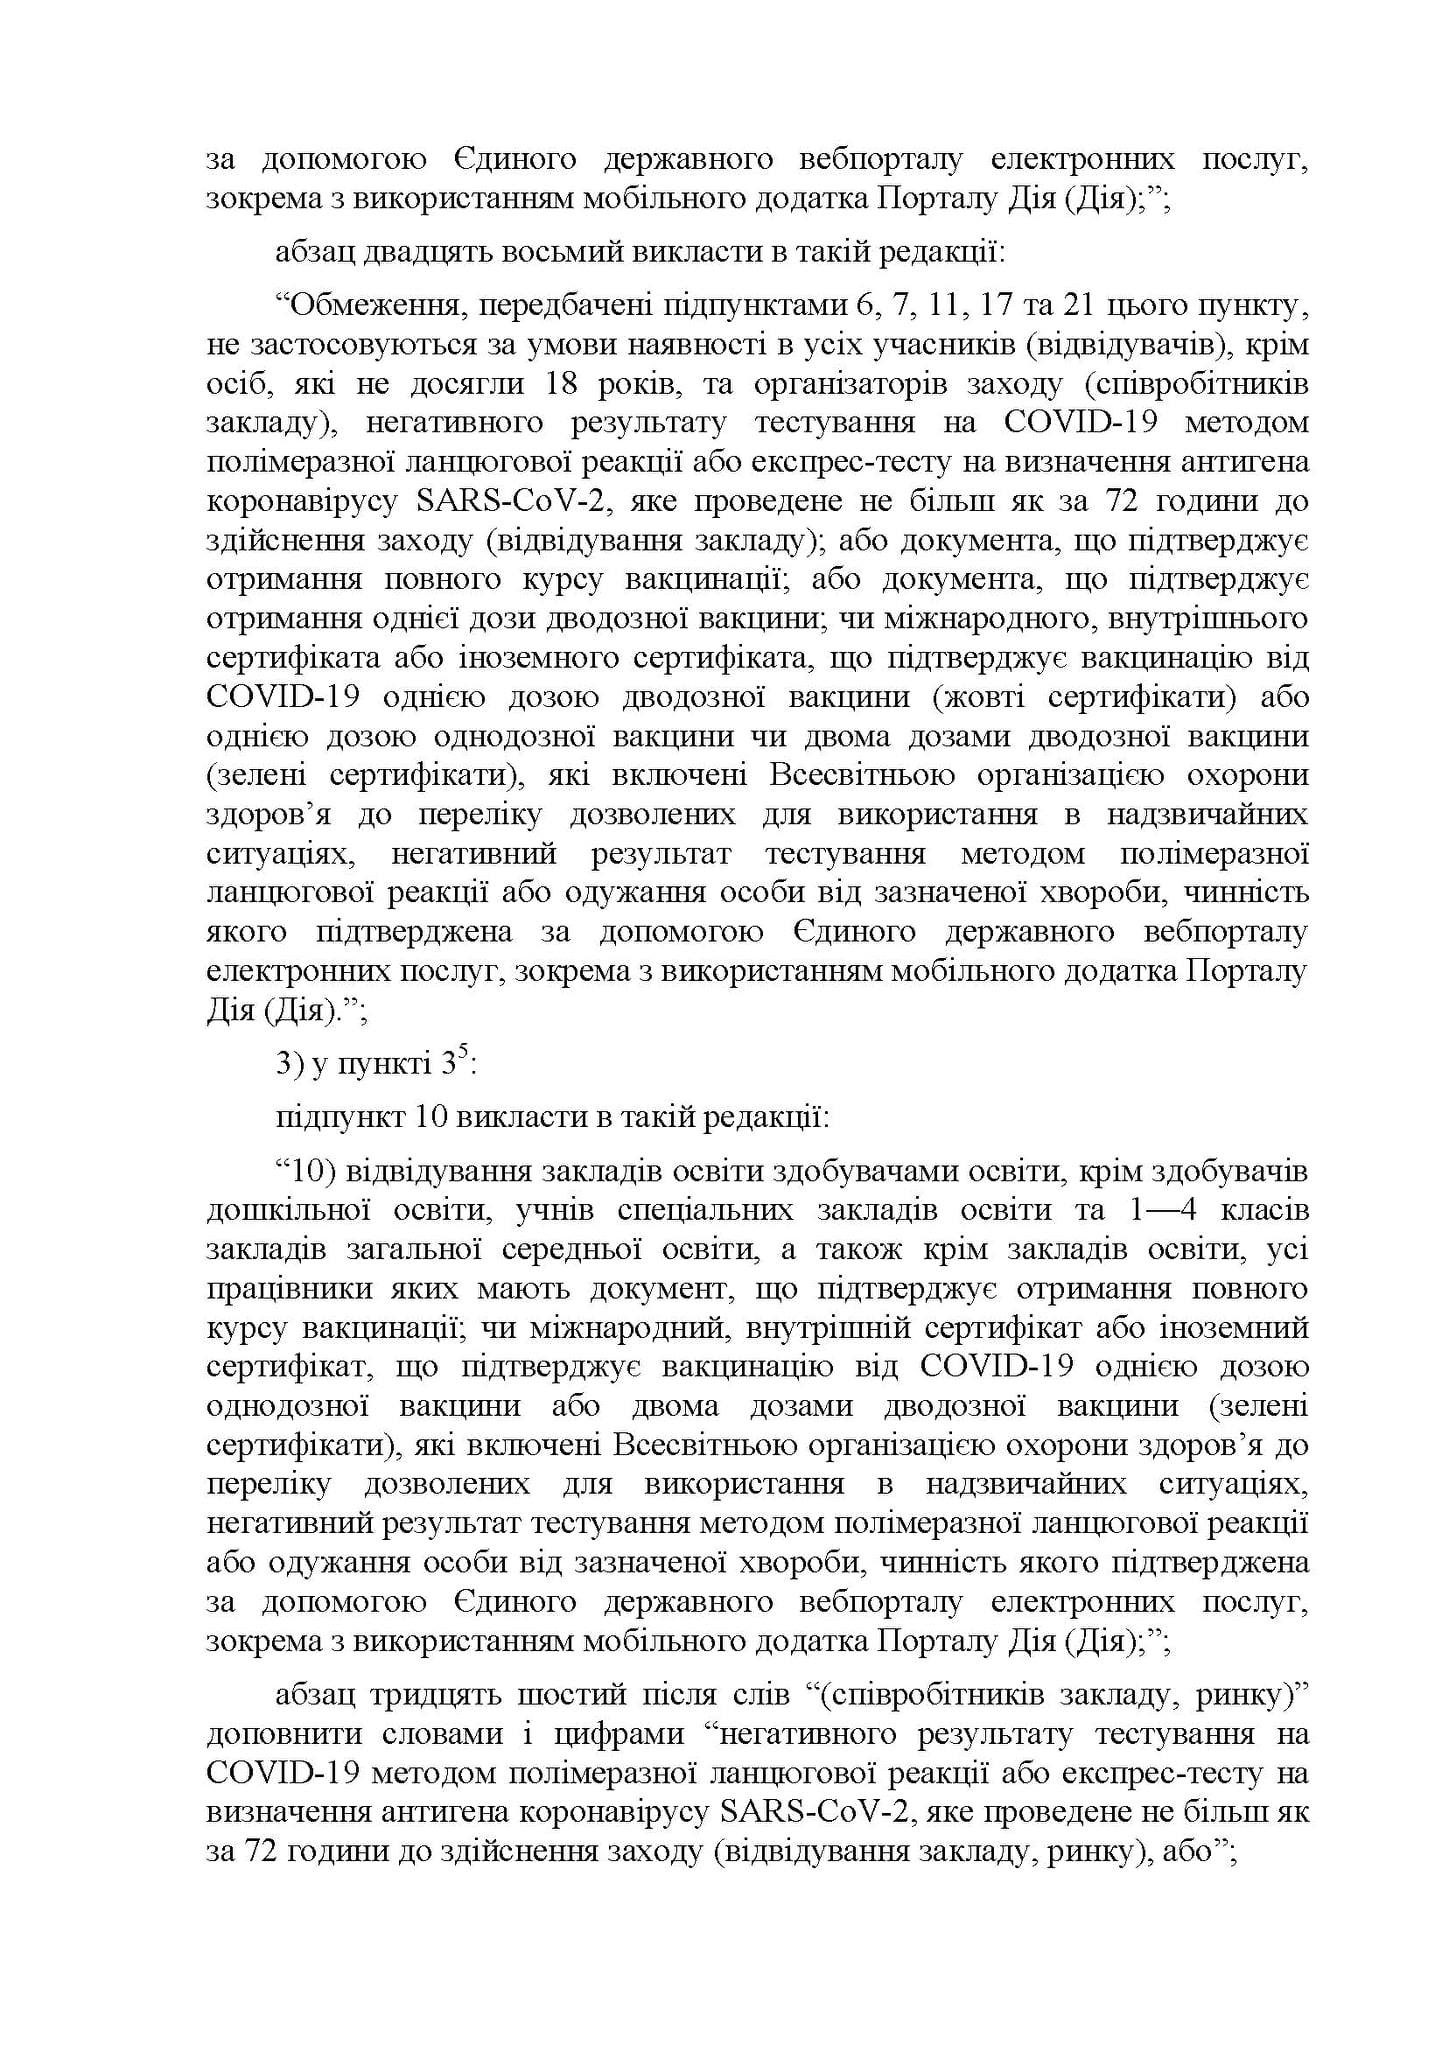 за допомогою Єдиного державного вебпорталу електронних послуг,
зокрема з використанням мобільного додатка Порталу Дія (Дія);”;
абзац двадцять восьмий викласти в такій редакції:
“Обмеження, передбачені підпунктами 6, 7, 11, 17 та 21 цього пункту,
не застосовуються за умови наявності в усіх учасників (відвідувачів), крім
осіб, які не досягли 18 років, та організаторів заходу (співробітників
закладу), негативного результату тестування на COVID-19 методом
полімеразної ланцюгової реакції або експрес-тесту на визначення антигена
коронавірусу SARS-CoV-2, яке проведене не більш як за 72 години до
здійснення заходу (відвідування закладу); або документа, що підтверджує
отримання повного курсу вакцинації; або документа, що підтверджує
отримання однієї дози дводозної вакцини; чи міжнародного, внутрішнього
сертифіката або іноземного сертифіката, що підтверджує вакцинацію від
COVID-19 однією дозою дводозної вакцини (жовті сертифікати) або
однією дозою однодозної вакцини чи двома дозами дводозної вакцини
(зелені сертифікати), які включені Всесвітньою організацією охорони
здоров’я до переліку дозволених для використання в надзвичайних
ситуаціях, негативний результат тестування методом полімеразної
ланцюгової реакції або одужання особи від зазначеної хвороби, чинність
якого підтверджена за допомогою Єдиного державного вебпорталу
електронних послуг, зокрема з використанням мобільного додатка Порталу
Дія (Дія).”;
3) у пункті 3⁵:
підпункт 10 викласти в такій редакції:
“10) відвідування закладів освіти здобувачами освіти, крім здобувачів
дошкільної освіти, учнів спеціальних закладів освіти та 1—4 класів
закладів загальної середньої освіти, а також крім закладів освіти, усі
працівники яких мають документ, що підтверджує отримання повного
курсу вакцинації; чи міжнародний, внутрішній сертифікат або іноземний
сертифікат, що підтверджує вакцинацію від COVID-19 однією дозою
однодозної вакцини або двома дозами дводозної вакцини (зелені
сертифікати), які включені Всесвітньою організацією охорони здоров’я до
переліку дозволених для використання в надзвичайних ситуаціях,
негативний результат тестування методом полімеразної ланцюгової реакції
або одужання особи від зазначеної хвороби, чинність якого підтверджена
за допомогою Єдиного державного вебпорталу електронних послуг,
зокрема з використанням мобільного додатка Порталу Дія (Дія);”;
абзац тридцять шостий після слів “(співробітників закладу, ринку)”
доповнити словами і цифрами “негативного результату тестування на
COVID-19 методом полімеразної ланцюгової реакції або експрес-тесту на
визначення антигена коронавірусу SARS-CoV-2, яке проведене не більш як
за 72 години до здійснення заходу (відвідування закладу, ринку), або”;